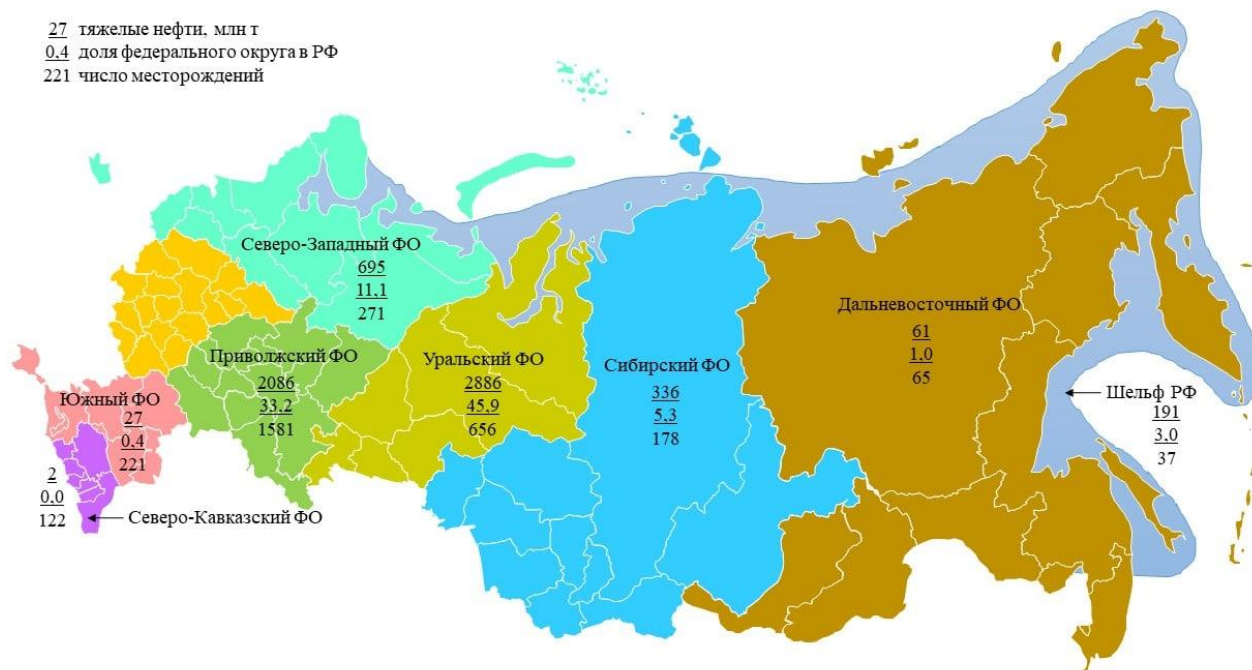 27 тяжелые нефти, млн т
0,4 доля федерального округа в РФ
221 число месторождений
Северо-Западный ФО
695
11,1
271
Дальневосточный ФО
61
1,0
65
Приволжский ФО
2086
33,2
1581
Уральский ФО
2886
45,9
656
Сибирский ФО
336
5,3
178
Шельф РФ
191
3,0
37
Южный ФО
27
0,4
221
2
0,0
122
Северо-Кавказский ФО